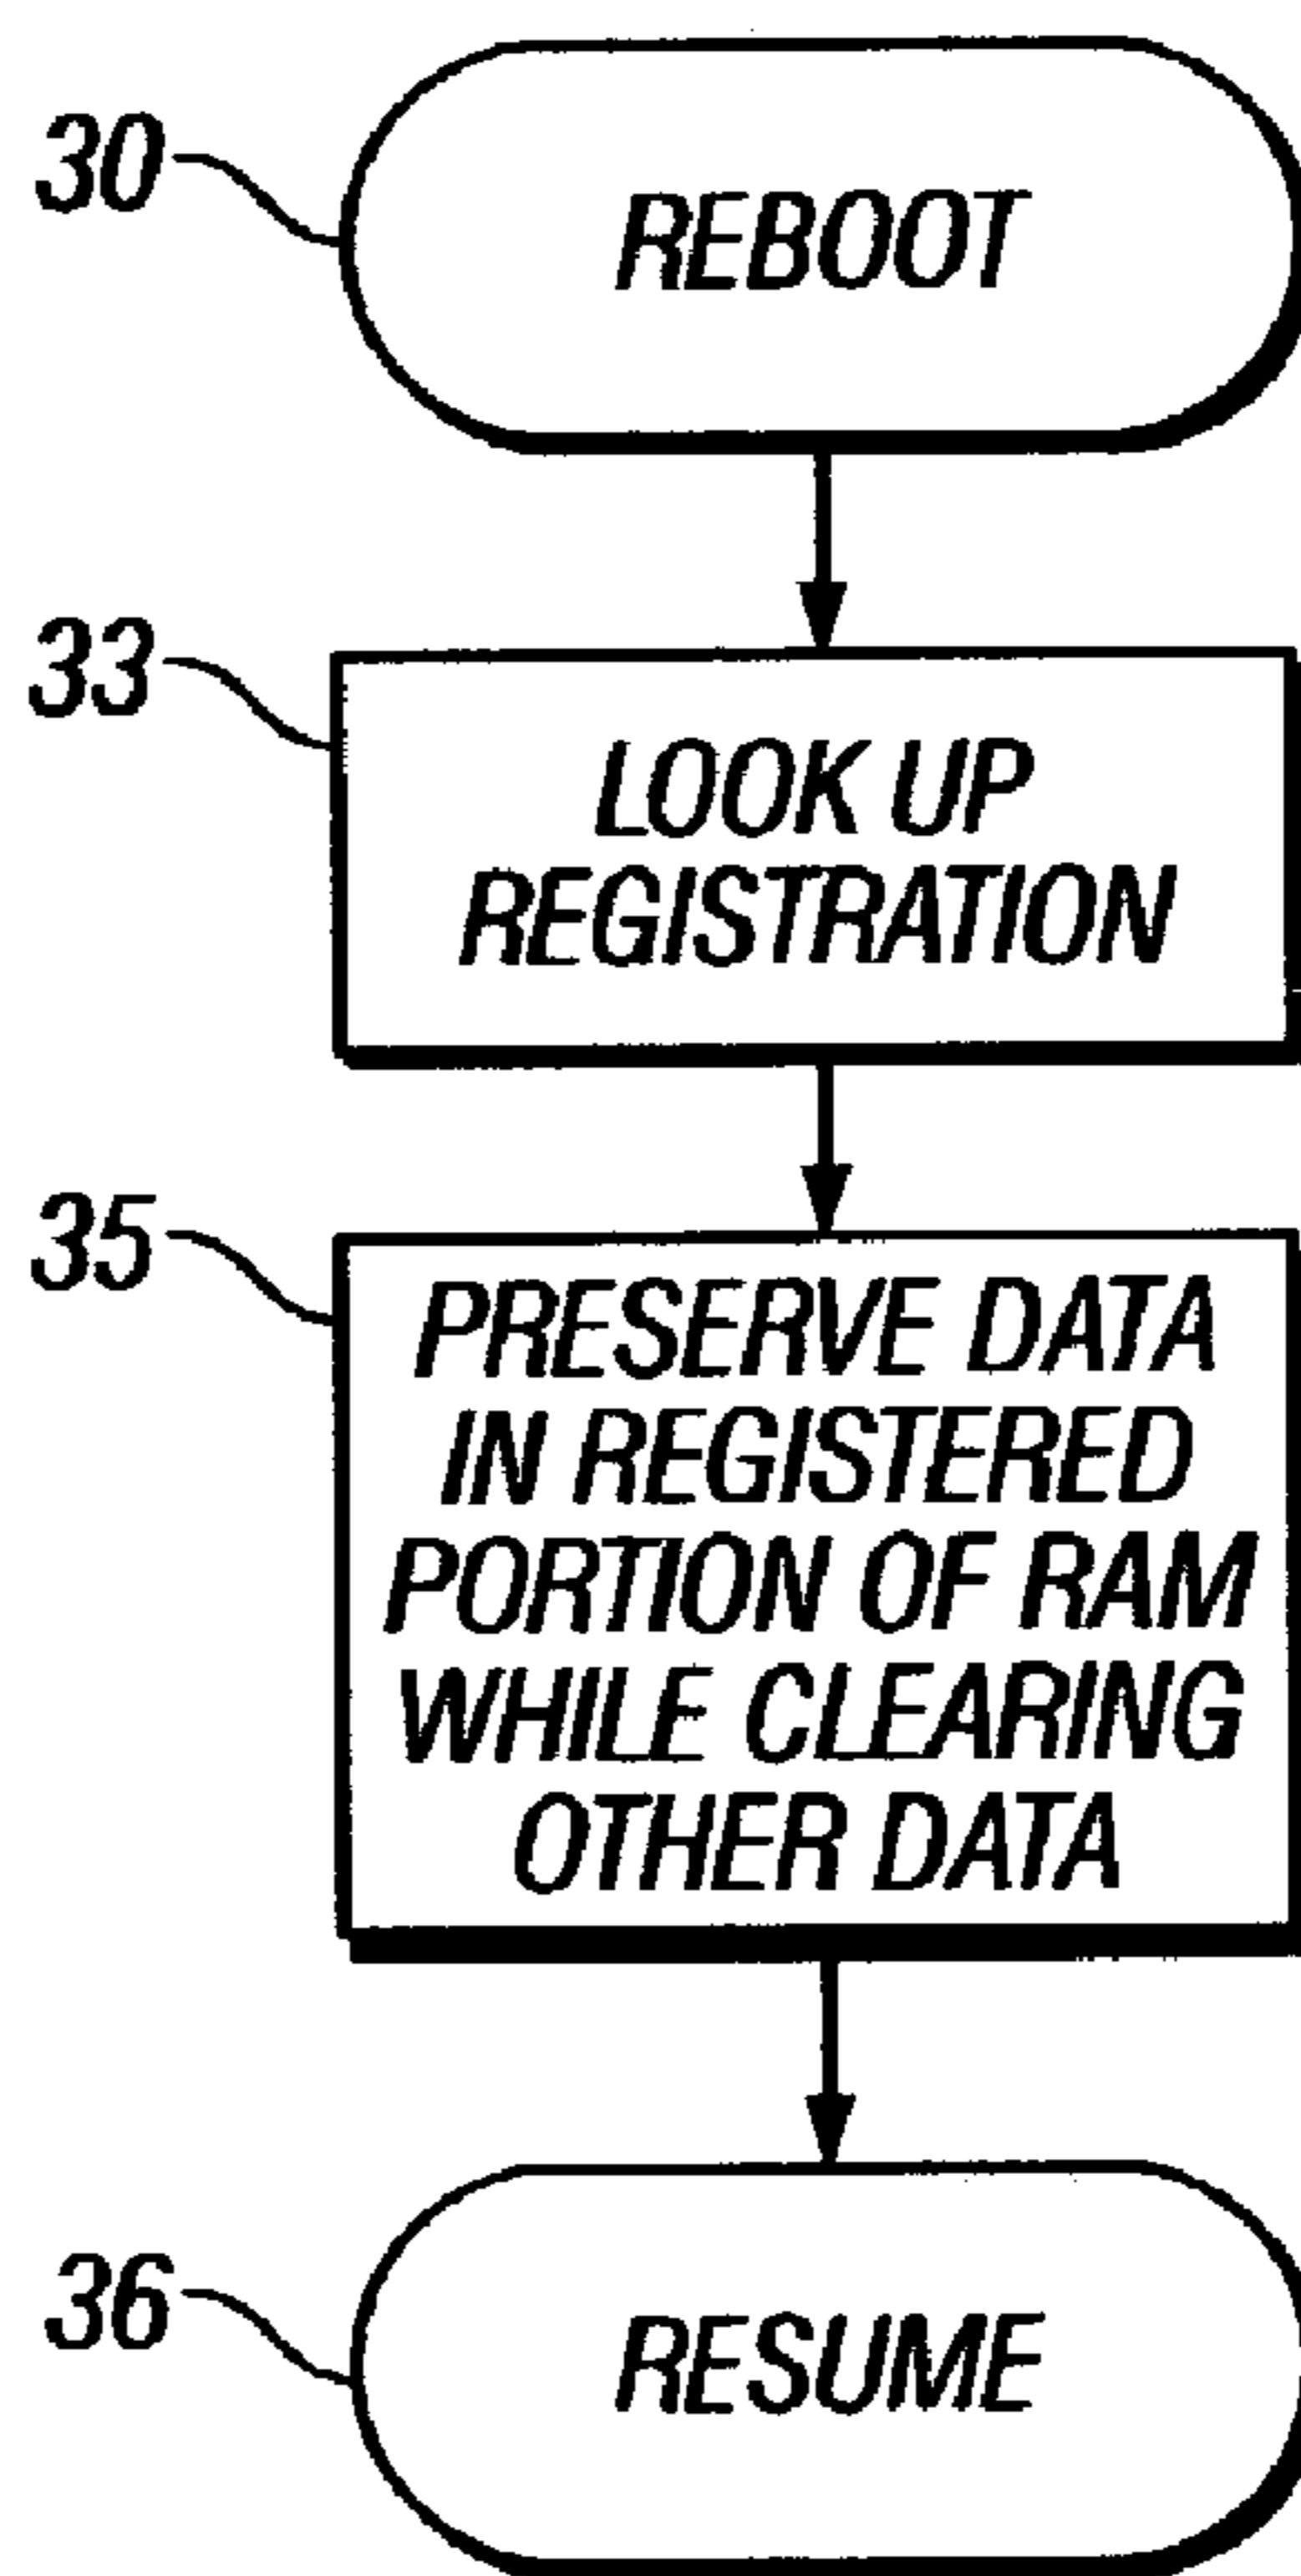 30
REBOOT
33
LOOK UP
REGISTRATION
35
PRESERVE DATA
IN REGISTERED
PORTION OF RAM
WHILE CLEARING
OTHER DATA
36
RESUME